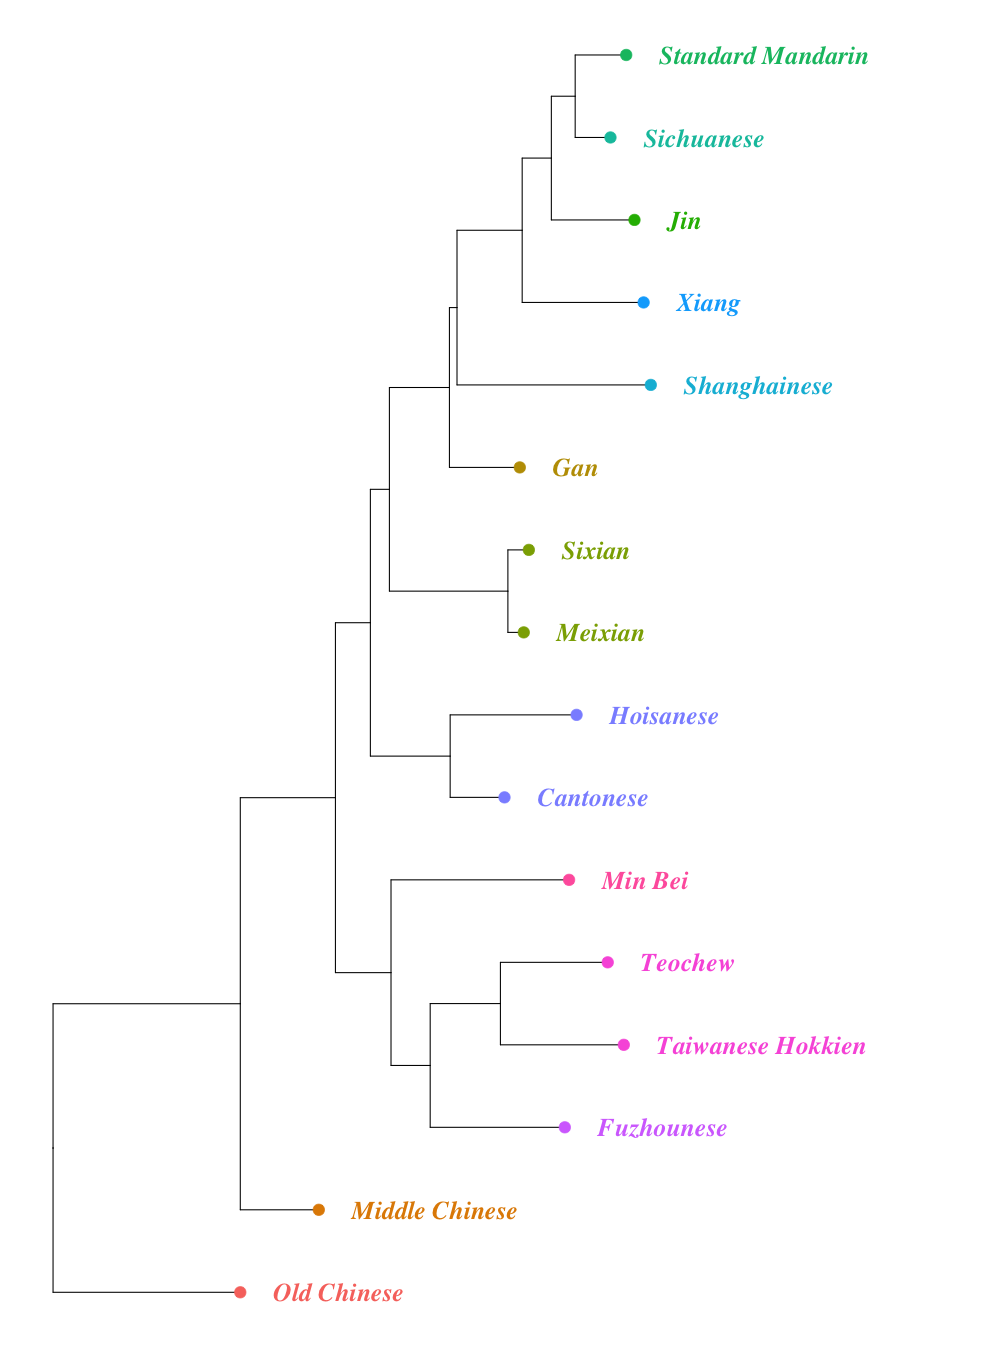 Standard Mandarin
Sichuanese
Jin
Xiang
Shanghainese
Gan
Sixian
Meixian
Hoisanese
Cantonese
Min Bei
Teochew
Taiwanese Hokkien
Fuzhounese
Middle Chinese
Old Chinese